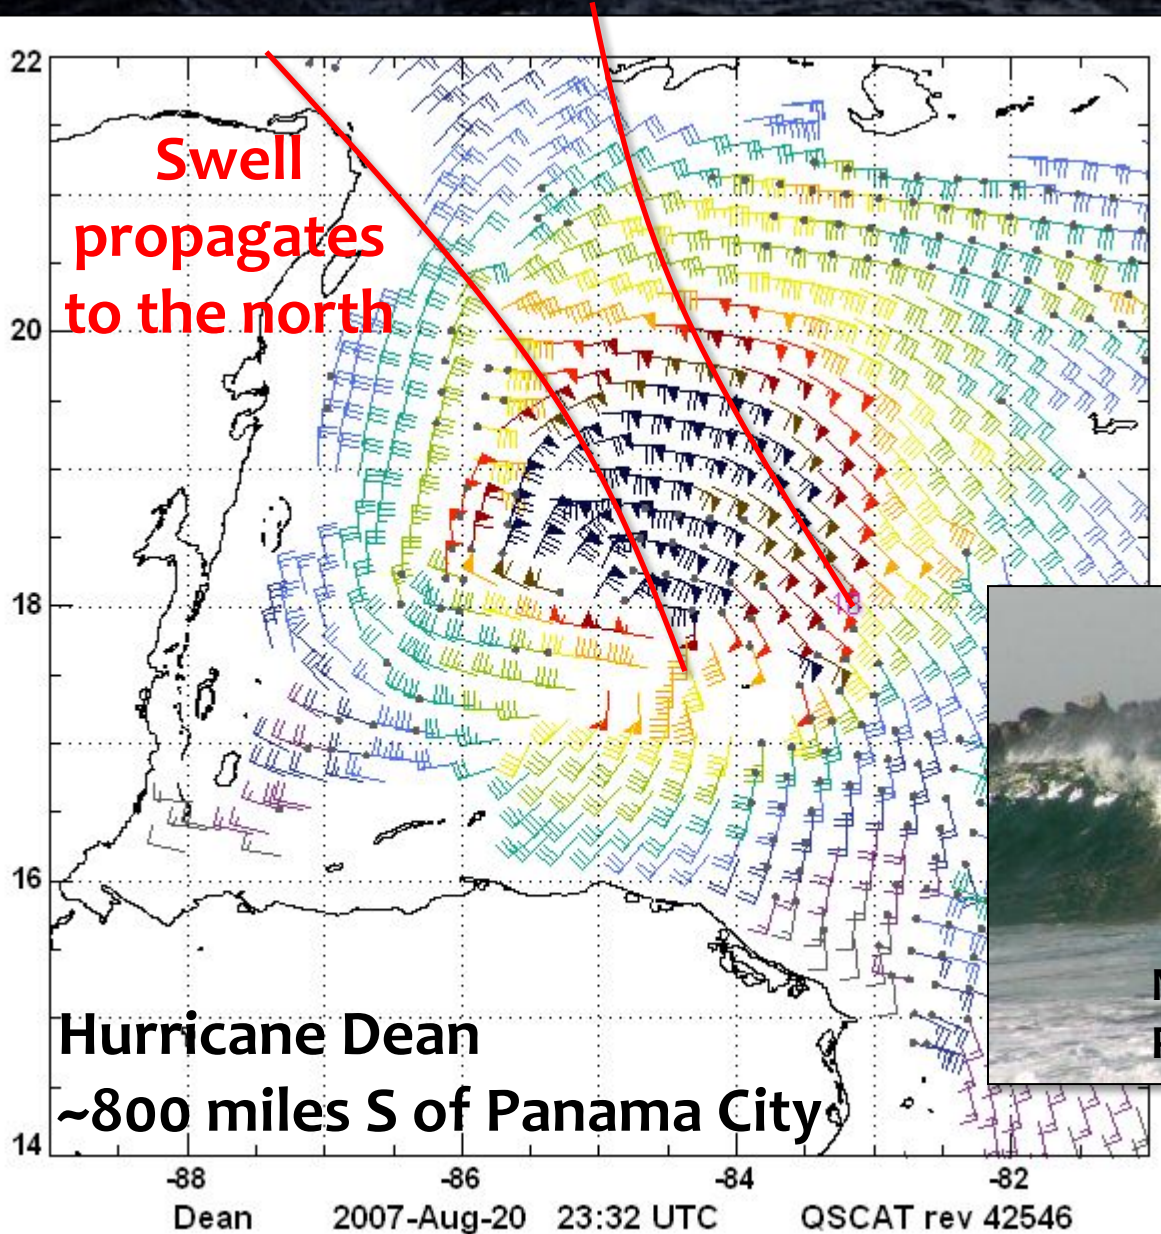 22
Swell
propagates
to the north
20
18
18
16
Hurricane Dean
~800 miles S of Panama City
14
-88 -86 -84 -82
Dean 2007-Aug-20 23:32 UTC QSCAT rev 42546